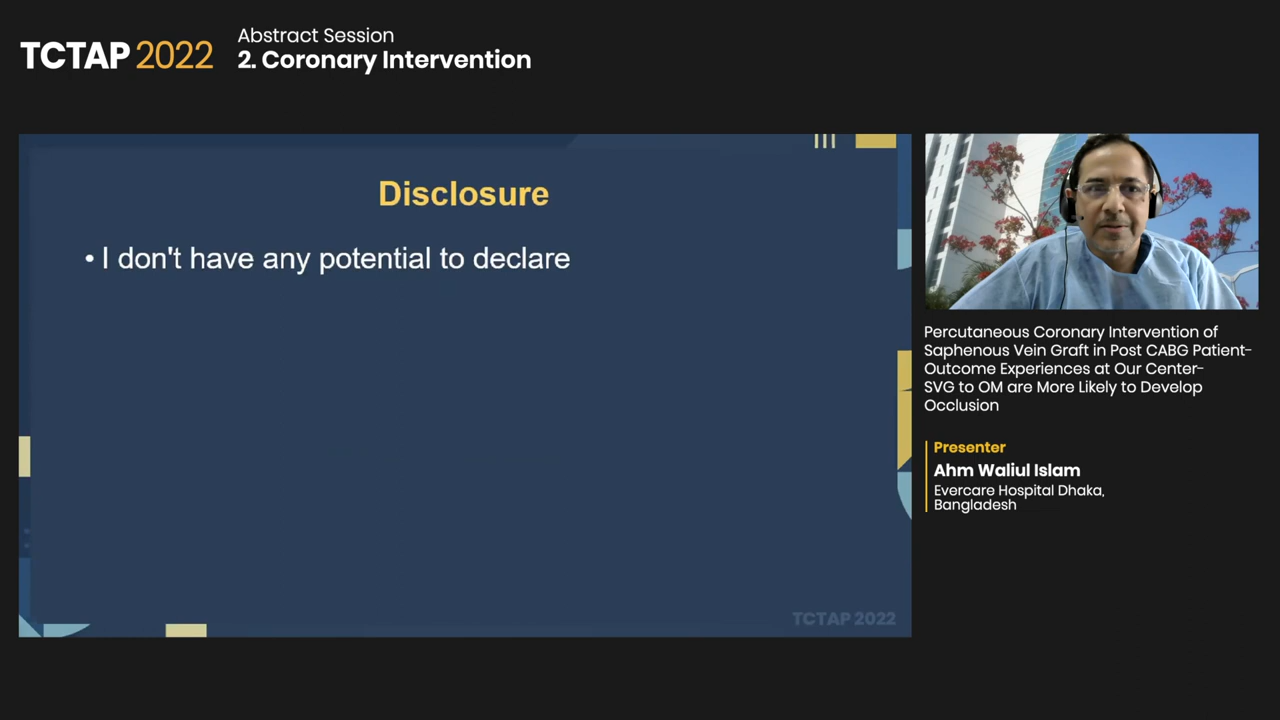 TCTAP 2022
Abstract Session
2. Coronary Intervention
Disclosure
• I don't have any potential to declare
TCTAP 2022
Percutaneous Coronary Intervention of
Saphenous Vein Graft in Post CABG Patient-
Outcome Experiences at Our Center-
SVG to OM are More Likely to Develop
Occlusion
Presenter
Ahm Waliul Islam
Evercare Hospital Dhaka,
Bangladesh